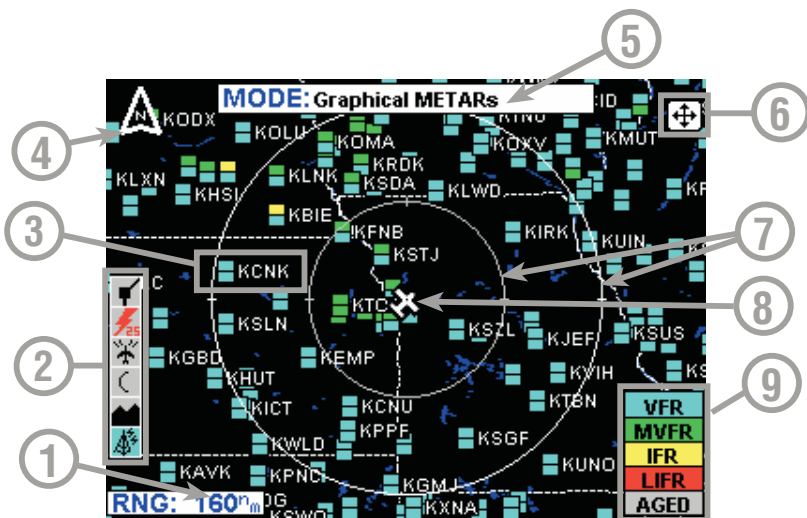 5
MODE: Graphical METARs
6
N
KODX
KOLU
KOMA
KOXV
KMUT
4
KRDK
KLXN
KHSI
KLNK
KSDA
KLWD
3
KBIE
KFNB
KIRK
KUIN
7
KSTJ
KCNK
C
KTC
8
25
KSLN
KSZL
KJEF
KSUS
2
KGBD
KEMP
KVIH
9
KHUT
KTBN
VFR
KICT
KCNU
MVFR
KPPF
KWLD
KSGF
IFR
1
KAVK
KPNC
KUNO
LIFR
KGMJ
RNG: 160nm
KXNA
AGED